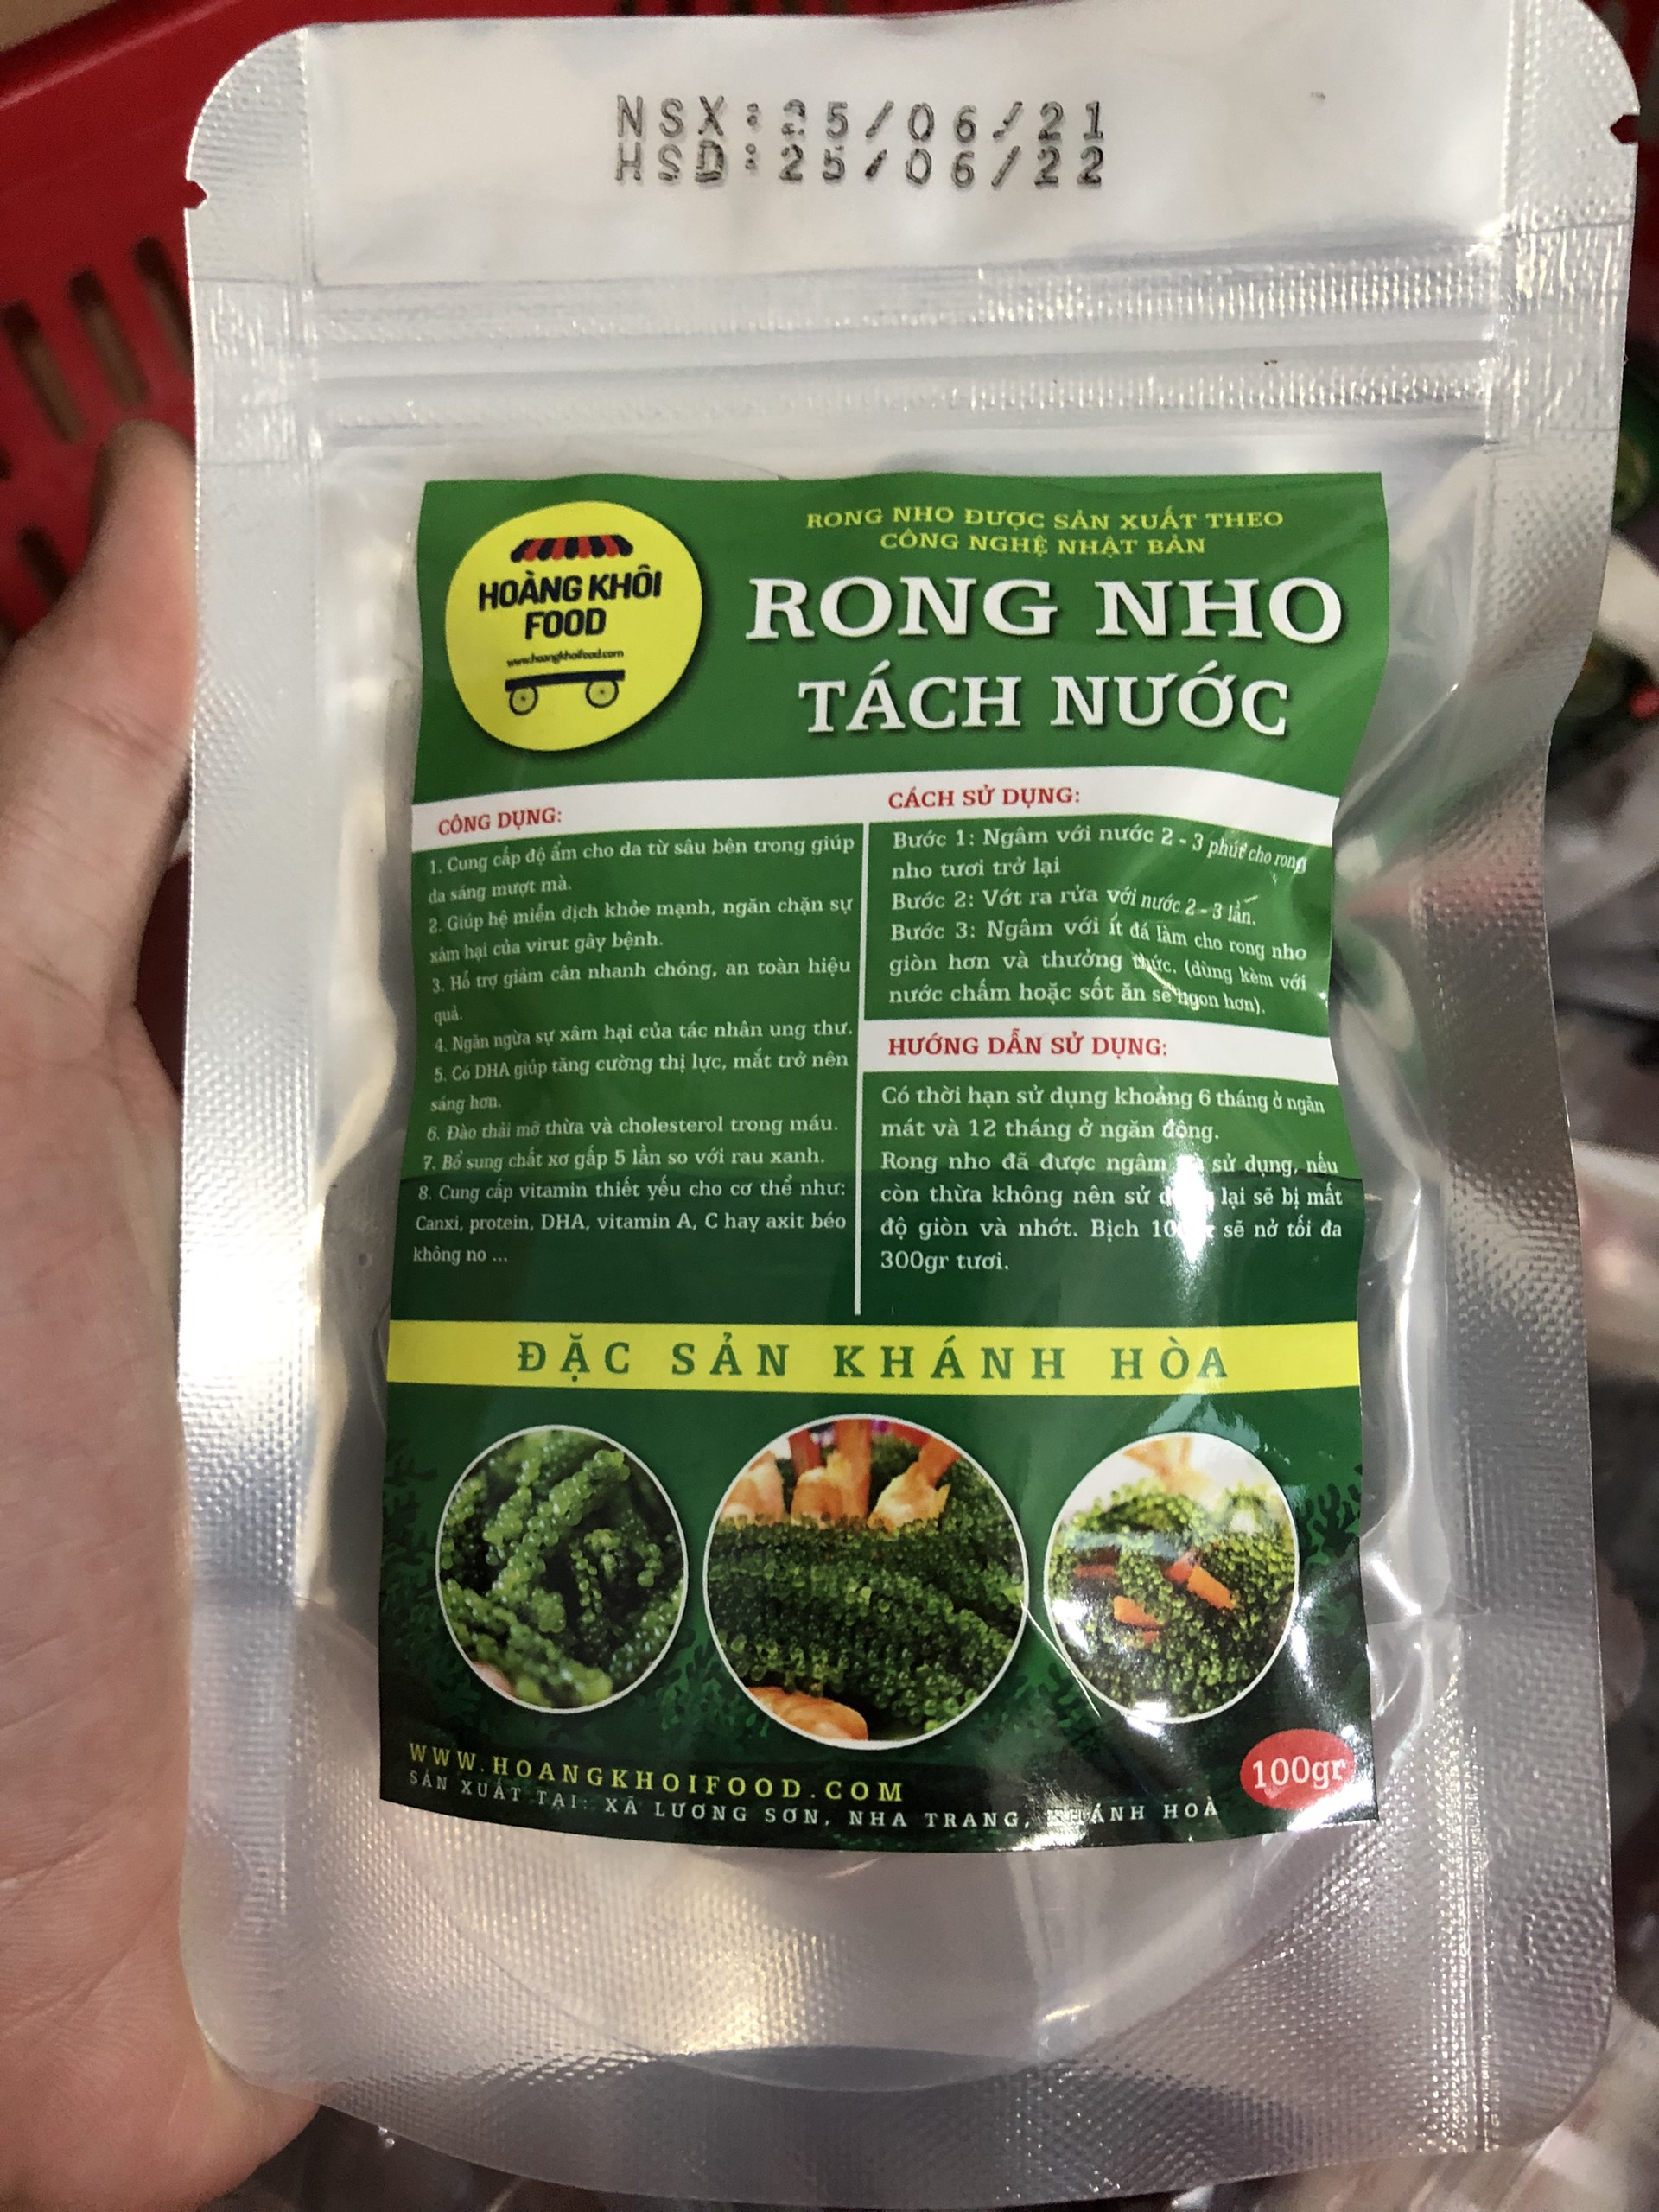 NSX:25/06/21
HSD:25/06/22
HOÀNG KHÔI
FOOD
www.hoangkhoifood.com
RONG NHO ĐƯỢC SẢN XUẤT THEO
CÔNG NGHỆ NHẬT BẢN
RONG NHO
TÁCH NƯỚC
CÔNG DỤNG:
1. Cung cấp độ ẩm cho da từ sâu bên trong giúp
da sáng mượt mà.
2. Giúp hệ miễn dịch khỏe mạnh, ngăn chặn sự
xâm hại của virut gây bệnh.
3. Hỗ trợ giảm cân nhanh chóng, an toàn hiệu
quả.
4. Ngăn ngừa sự xâm hại của tác nhân ung thư.
5. Có DHA giúp tăng cường thị lực, mắt trở nên
sáng hơn.
6. Đào thải mỡ thừa và cholesterol trong máu.
7. Bổ sung chất xơ gấp 5 lần so với rau xanh.
8. Cung cấp vitamin thiết yếu cho cơ thể như:
Canxi, protein, DHA, vitamin A, C hay axit béo
không no ...
CÁCH SỬ DỤNG:
Bước 1: Ngâm với nước 2 - 3 phút cho rong
nho tươi trở lại
Bước 2: Vớt ra rửa với nước 2 - 3 lần.
Bước 3: Ngâm với ít đá làm cho rong nho
giòn hơn và thưởng thức. (dùng kèm với
nước chấm hoặc sốt ăn sẽ ngon hơn).
HƯỚNG DẪN SỬ DỤNG:
Có thời hạn sử dụng khoảng 6 tháng ở ngăn
mát và 12 tháng ở ngăn đông.
Rong nho đã được ngâm sử dụng, nếu
còn thừa không nên sử lại sẽ bị mất
độ giòn và nhớt. Bịch sẽ nở tối đa
300gr tươi.
ĐẶC SẢN KHÁNH HÒA
WWW.HOANGKHOIFOOD.COM
SẢN XUẤT TẠI: XÃ LƯƠNG SƠN, NHA TRANG, KHÁNH HOÀ
100gr